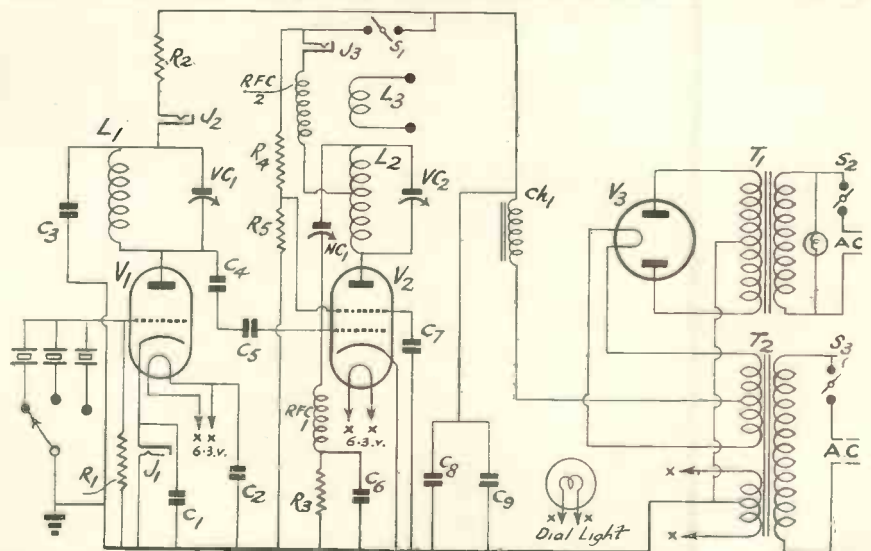 R2
J2
L1
VC1
C3
V1
C4
C5
R1
J1
C1
C2
x x
6.3.v.
S1
J3
RFC
2
L3
R4
L2
VC2
R5
NC1
V2
C7
RFC
1
x x
6.3.v.
R3
C6
Ch1
C8
C9
x x
Dial Light
V3
T1
S2
AC
T2
S3
AC
x
x